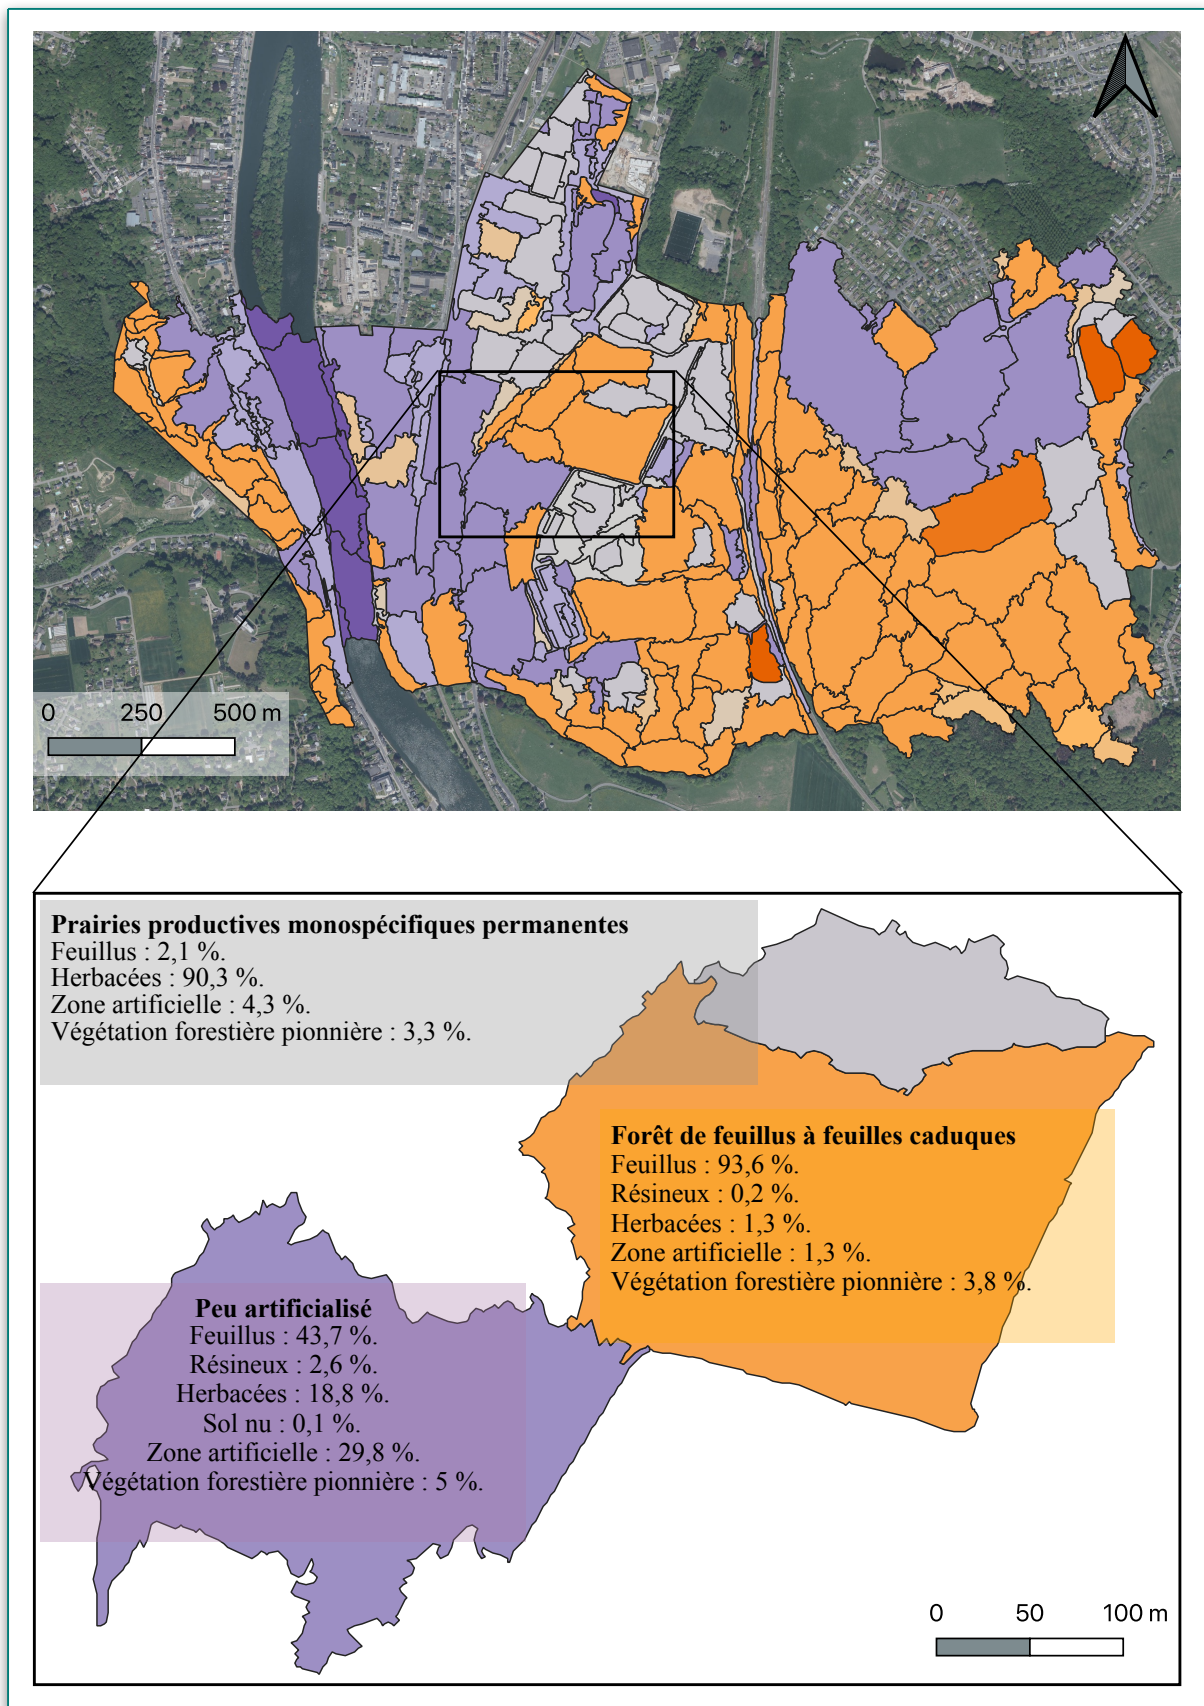 0 250 500 m
Prairies productives monospécifiques permanentes
Feuillus : 2,1 %.
Herbacées : 90,3 %.
Zone artificielle : 4,3 %.
Végétation forestière pionnière : 3,3 %.
Forêt de feuillus à feuilles caduques
Feuillus : 93,6 %.
Résineux : 0,2 %.
Herbacées : 1,3 %.
Zone artificielle : 1,3 %.
Végétation forestière pionnière : 3,8 %.
Peu artificialisé
Feuillus : 43,7 %.
Résineux : 2,6 %.
Herbacées : 18,8 %.
Sol nu : 0,1 %.
Zone artificielle : 29,8 %.
Végétation forestière pionnière : 5 %.
0 50 100 m